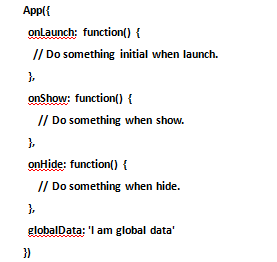 App({
onLaunch: function() {
// Do something initial when launch.
},
onShow: function() {
// Do something when show.
},
onHide: function() {
// Do something when hide.
},
globalData: 'I am global data'
})